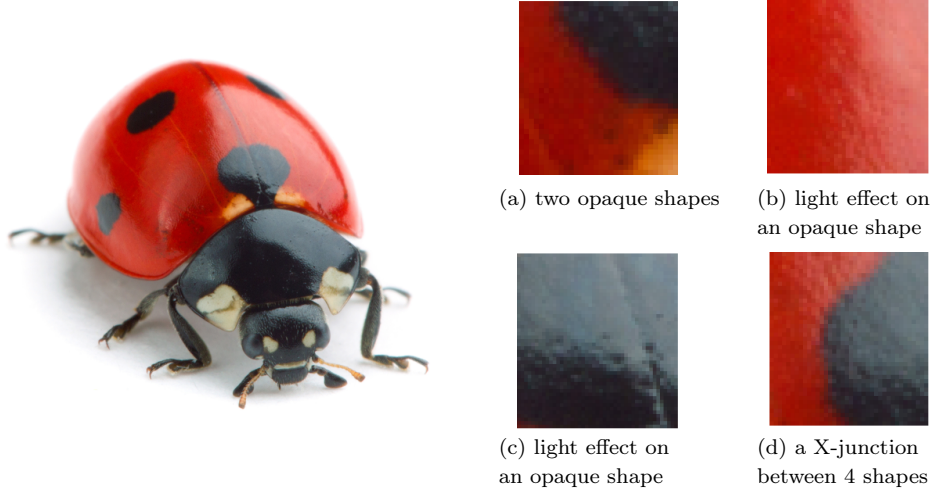 (a) two opaque shapes
(b) light effect on
an opaque shape
(c) light effect on
an opaque shape
(d) a X-junction
between 4 shapes